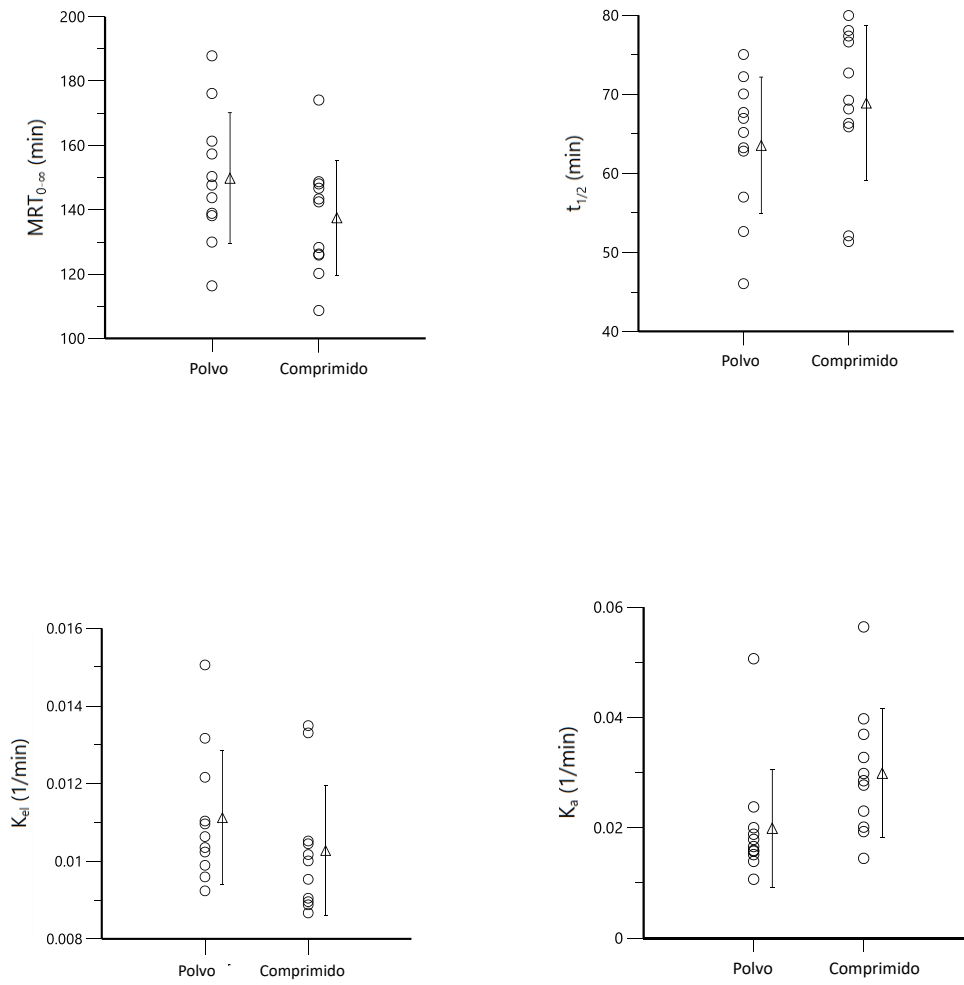 MRT₀₋∞ (min)
200
180
160
140
120
100
Polvo Comprimido
t₁/₂ (min)
80
70
60
50
40
Polvo Comprimido
Kₑₗ (1/min)
0.016
0.014
0.012
0.01
0.008
Polvo Comprimido
Kₐ (1/min)
0.06
0.04
0.02
0
Polvo Comprimido